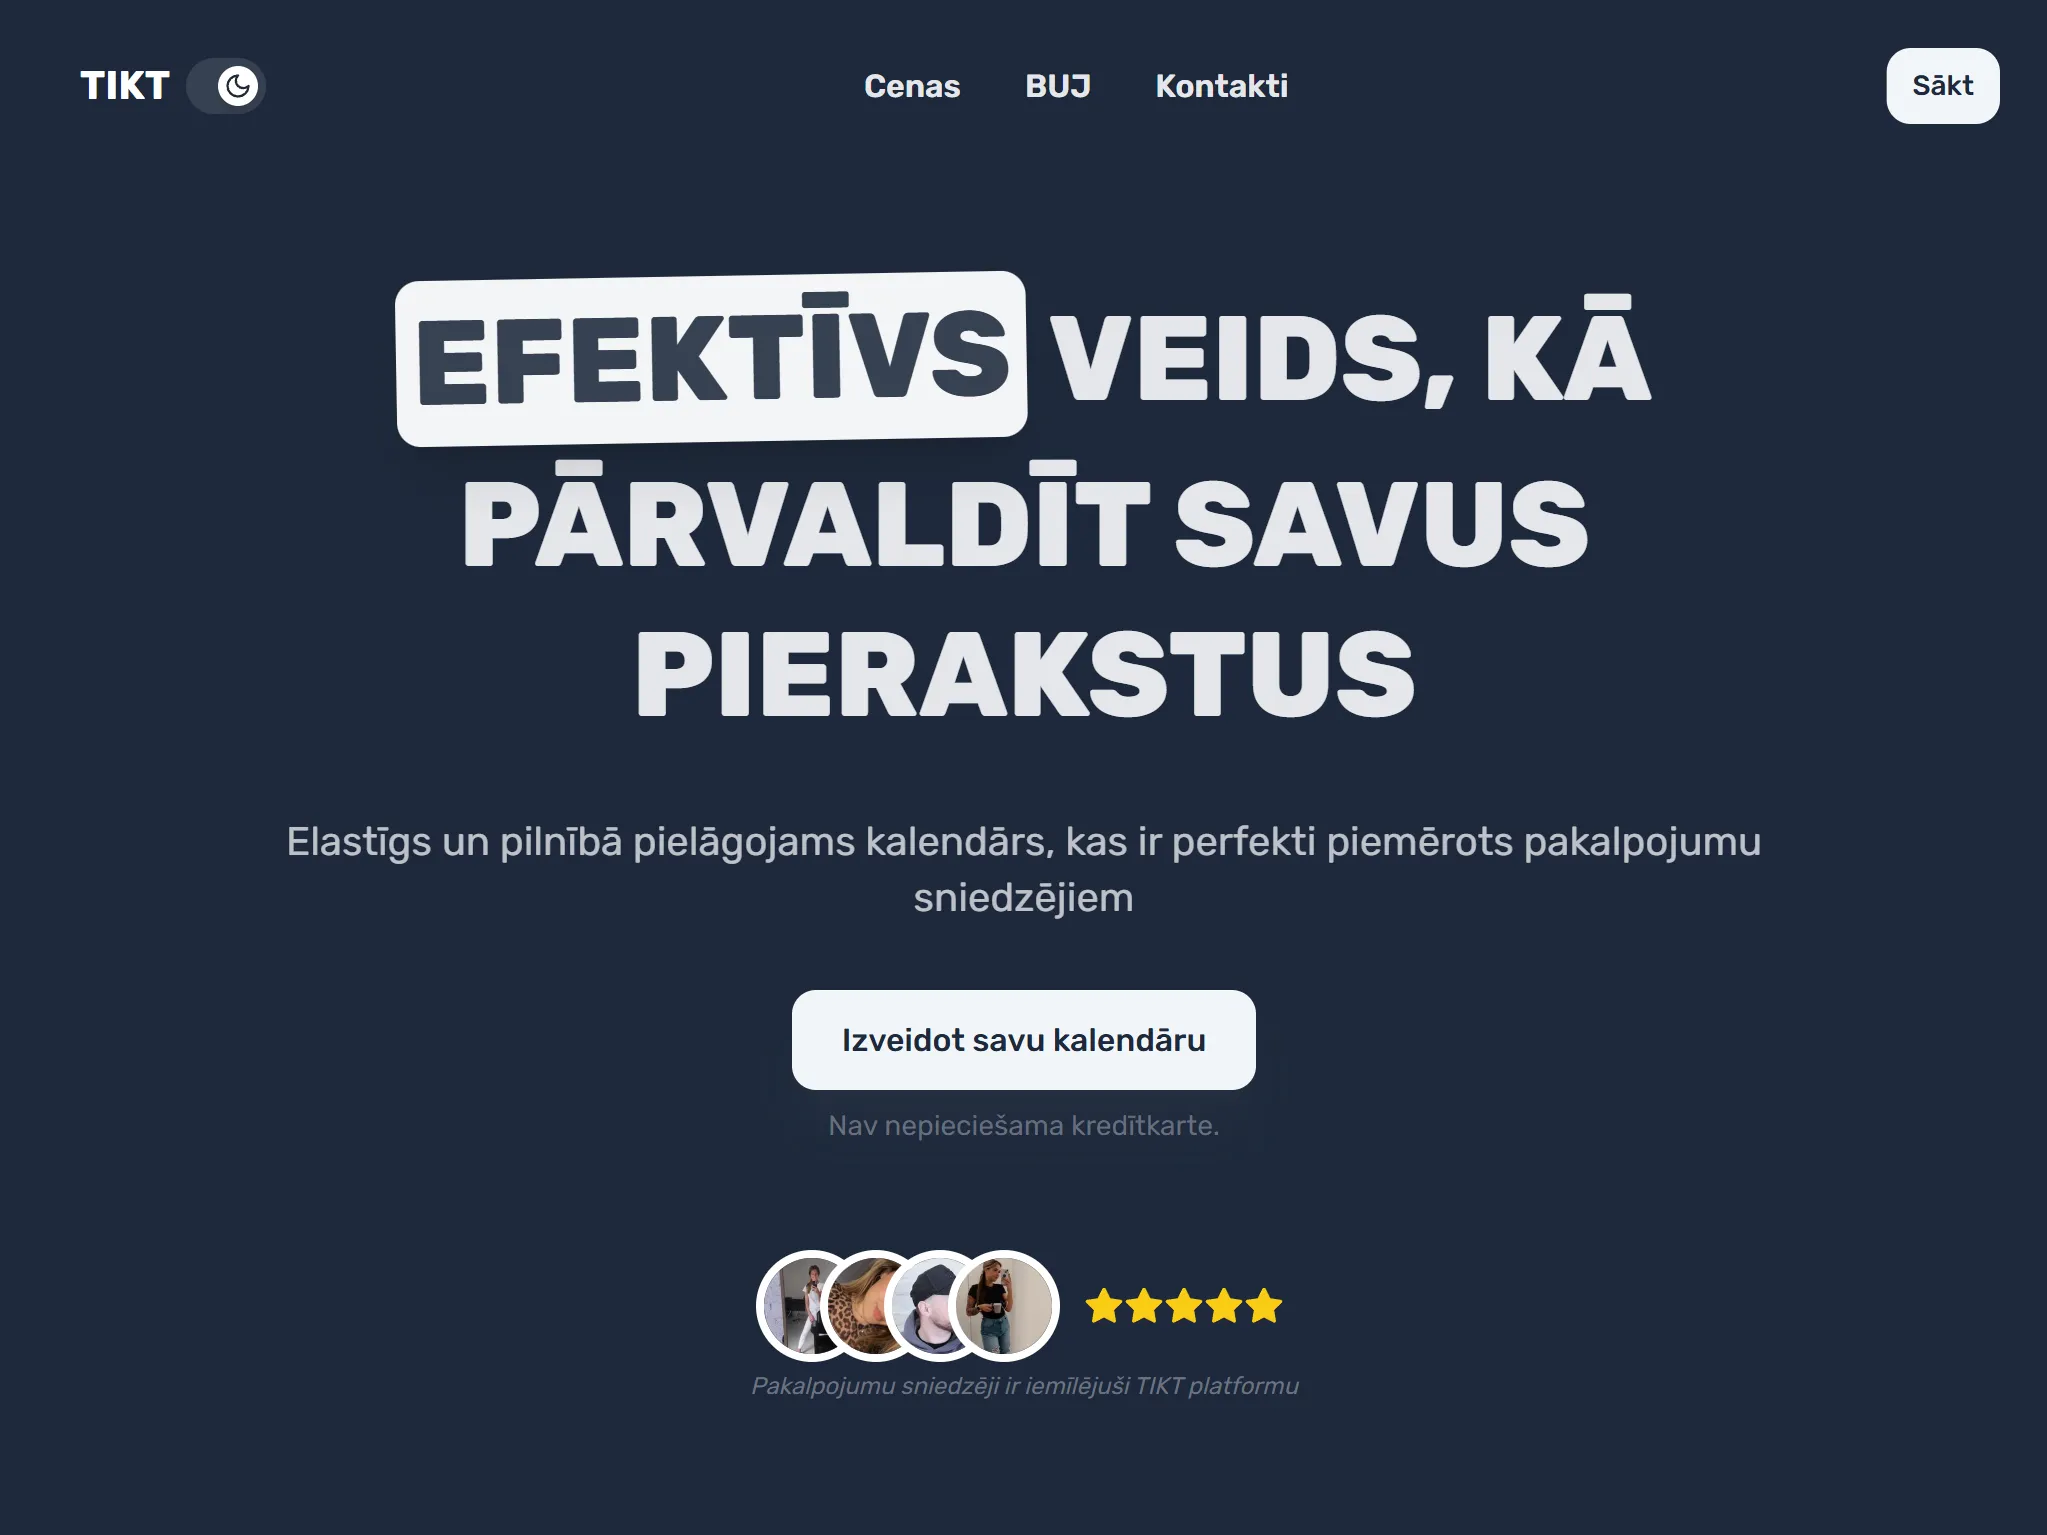 TIKT
Cenas
BUJ
Kontakti
Sākt
EFEKTĪVS VEIDS, KĀ
PĀRVALDĪT SAVUS
PIERAKSTUS
Elastīgs un pilnībā pielāgojams kalendārs, kas ir perfekti piemērots pakalpojumu
sniedzējiem
Izveidot savu kalendāru
Nav nepieciešama kredītkarte.
Pakalpojumu sniedzēji ir iemīlējuši TIKT platformu